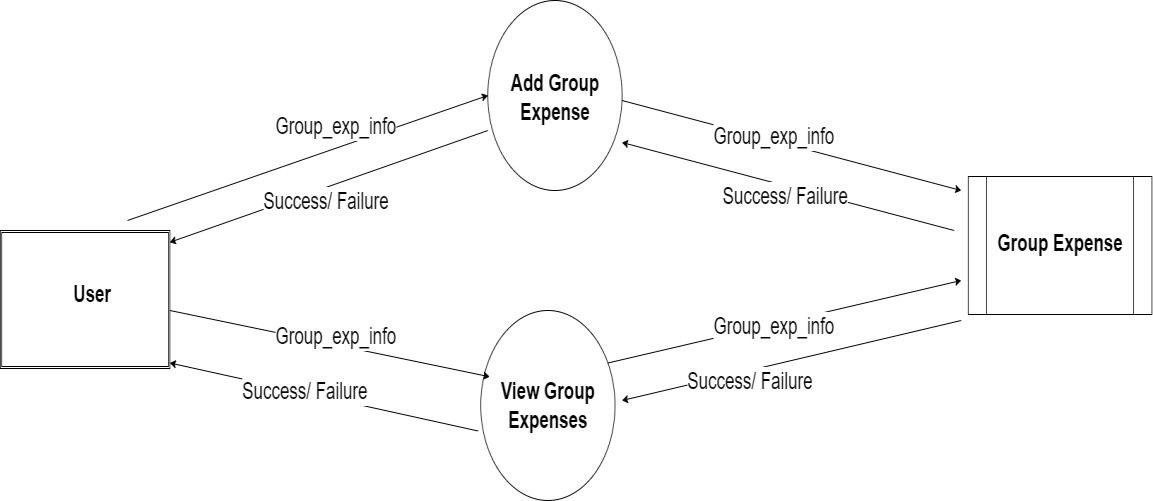 Add Group
Expense
Group_exp_info
Group_exp_info
Success/ Failure
Success/ Failure
Group Expense
User
Group_exp_info
Group_exp_info
Success/ Failure
Success/ Failure
View Group
Expenses